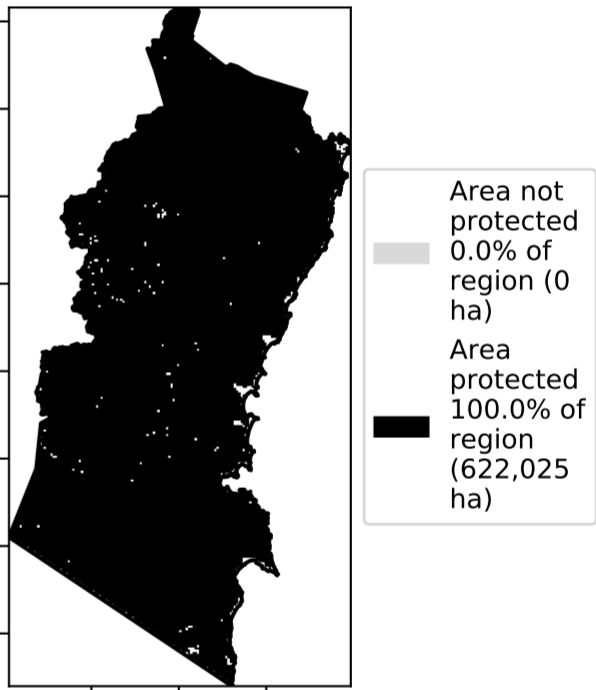 Area not
protected
0.0% of
region (0
ha)
Area
protected
100.0% of
region
(622,025
ha)